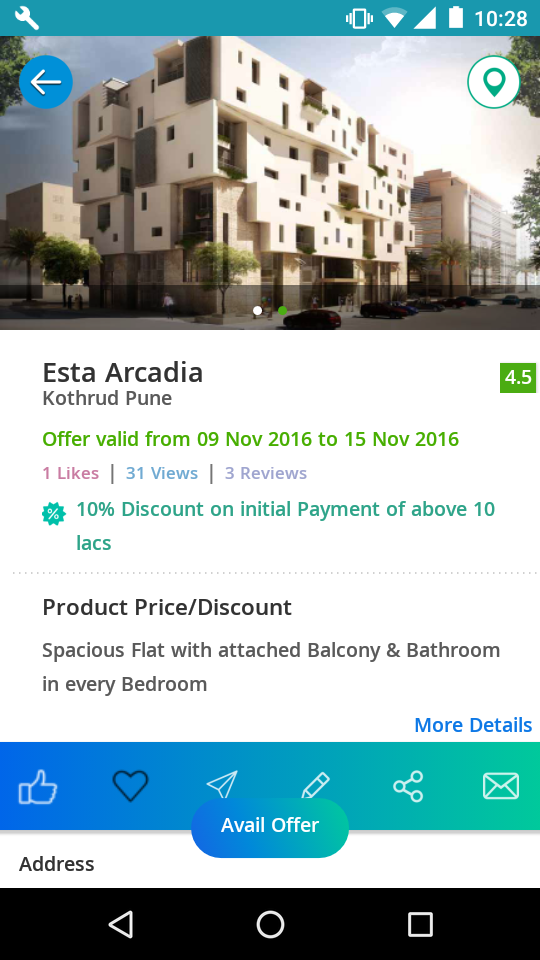 10:28
Esta Arcadia
4.5
Kothrud Pune
Offer valid from 09 Nov 2016 to 15 Nov 2016
1 Likes | 31 Views | 3 Reviews
10% Discount on initial Payment of above 10
lacs
Product Price/Discount
Spacious Flat with attached Balcony & Bathroom
in every Bedroom
More Details
Avail Offer
Address